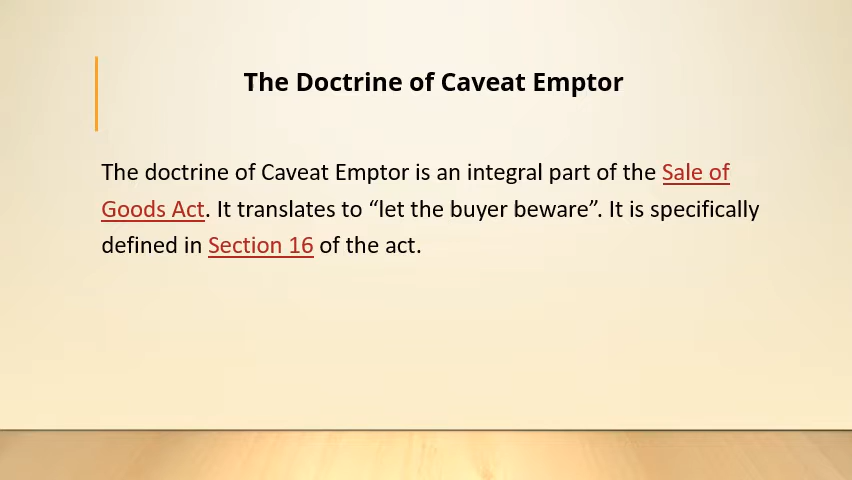 The Doctrine of Caveat Emptor
The doctrine of Caveat Emptor is an integral part of the Sale of
Goods Act. It translates to “let the buyer beware”. It is specifically
defined in Section 16 of the act.